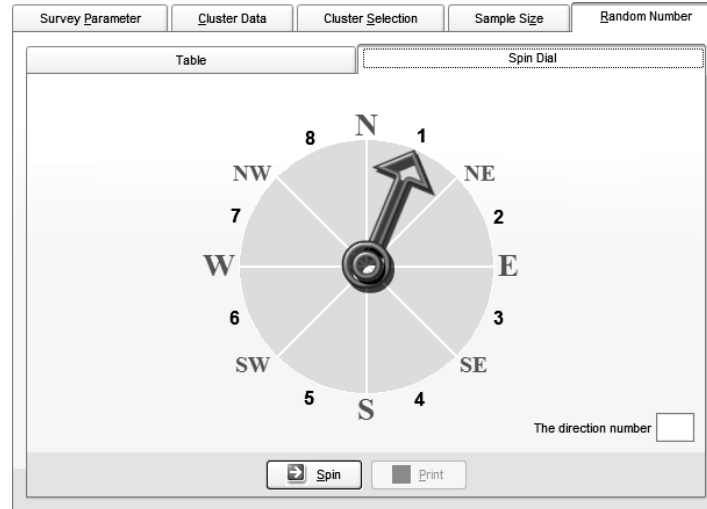 Survey Parameter Cluster Data Cluster Selection Sample Size Random Number
Table Spin Dial
N
8 1
NW NE
7 2
W E
6 3
SW SE
5 4
S
The direction number
Spin Print